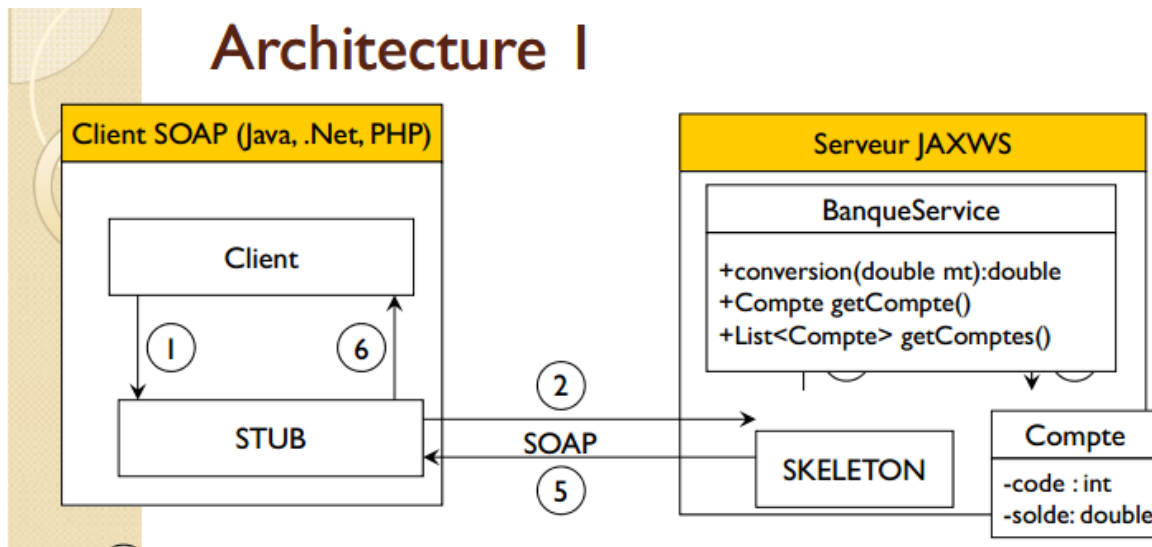 Architecture 1
Client SOAP (Java, .Net, PHP)
Client
1
6
STUB
2
SOAP
5
Serveur JAXWS
BanqueService
+conversion(double mt):double
+Compte getCompte()
+List<Compte> getComptes()
SKELETON
Compte
-code : int
-solde: double